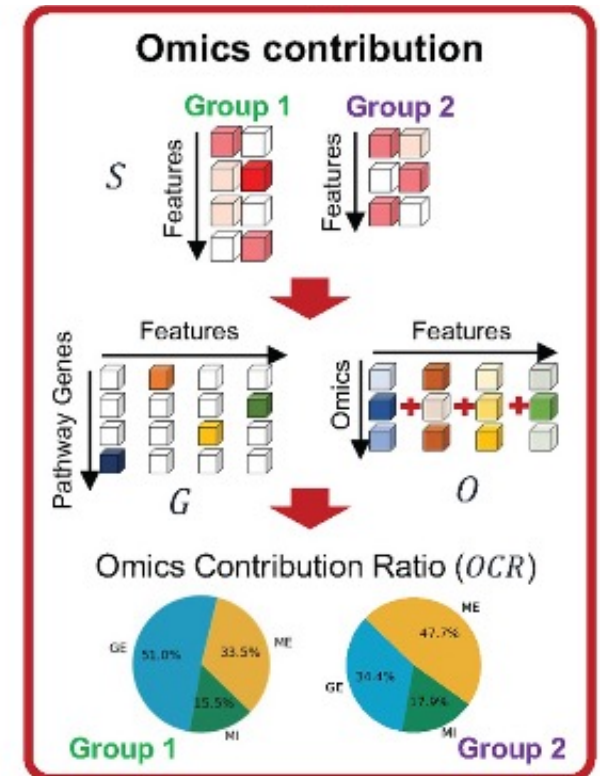 Omics contribution
Group 1
Group 2
S
Features
Features
Features
Features
Pathway Genes
Omics
+ + +
G
O
Omics Contribution Ratio (OCR)
GE
51.0%
33.5%
ME
15.5%
MI
ME
47.7%
GE
34.4%
17.9%
MI
Group 1
Group 2